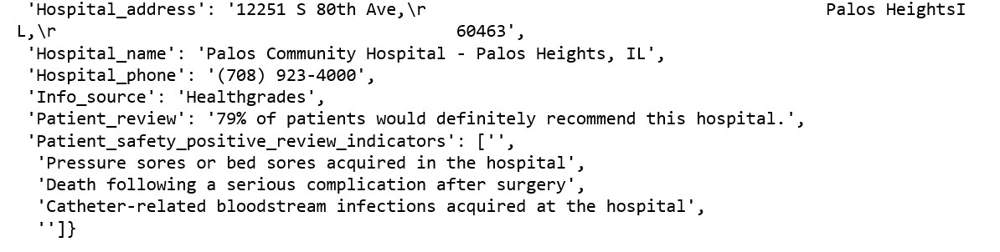 'Hospital_address': '12251 S 80th Ave,\r                                        Palos HeightsI
L,\r                                        60463',
 'Hospital_name': 'Palos Community Hospital - Palos Heights, IL',
 'Hospital_phone': '(708) 923-4000',
 'Info_source': 'Healthgrades',
 'Patient_review': '79% of patients would definitely recommend this hospital.',
 'Patient_safety_positive_review_indicators': ['',
  'Pressure sores or bed sores acquired in the hospital',
  'Death following a serious complication after surgery',
  'Catheter-related bloodstream infections acquired at the hospital',
  '']}